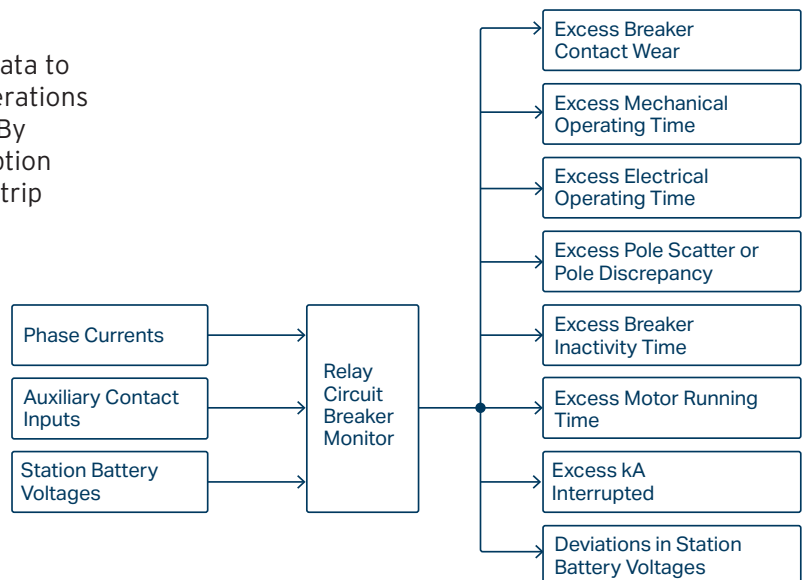 ata to
erations
By
ption
trip
Phase Currents
Auxiliary Contact
Inputs
Station Battery
Voltages
Relay
Circuit
Breaker
Monitor
Excess Breaker
Contact Wear
Excess Mechanical
Operating Time
Excess Electrical
Operating Time
Excess Pole Scatter or
Pole Discrepancy
Excess Breaker
Inactivity Time
Excess Motor Running
Time
Excess kA
Interrupted
Deviations in Station
Battery Voltages